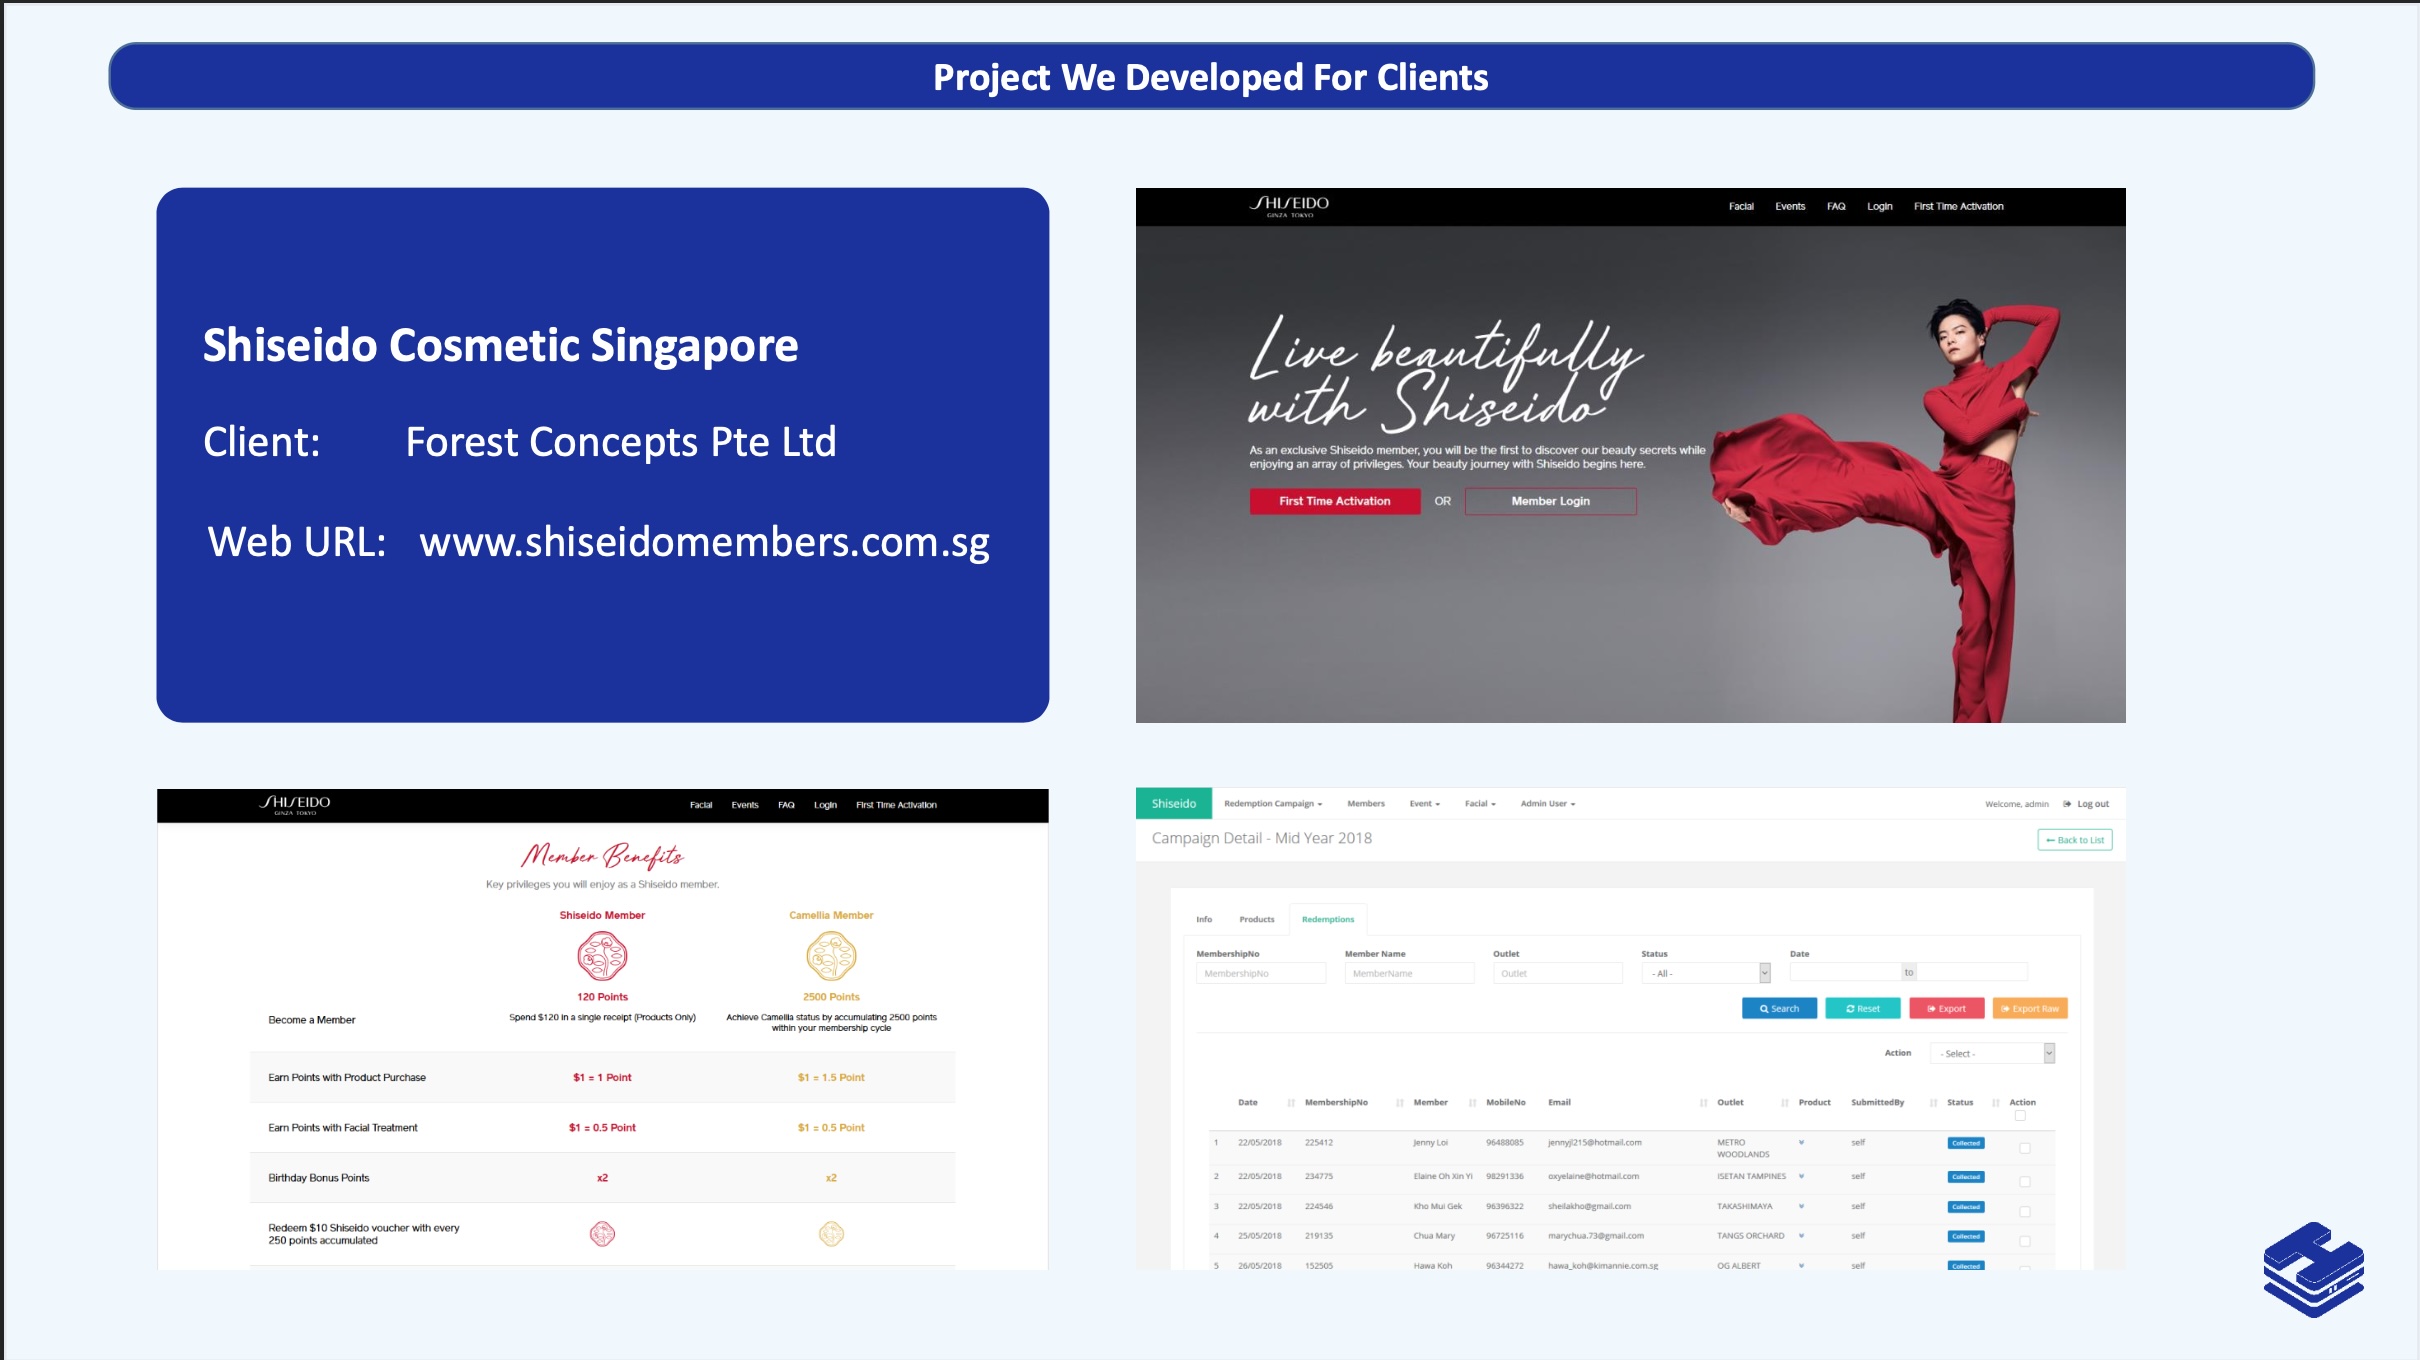 Project We Developed For Clients
Shiseido Cosmetic Singapore
Client: Forest Concepts Pte Ltd
Web URL: www.shiseidomembers.com.sg
SHISEIDO
GINZA TOKYO
Facial Events FAQ Login First Time Activation
Live beautifully
with Shiseido
As an exclusive Shiseido member, you will be the first to discover our beauty secrets while
enjoying an array of privileges. Your beauty journey with Shiseido begins here.
First Time Activation OR Member Login
SHISEIDO
GINZA TOKYO
Facial Events FAQ Login First Time Activation
Member Benefits
Key privileges you will enjoy as a Shiseido member.
Shiseido Member Camellia Member
120 Points 2500 Points
Become a Member Spend $120 in a single receipt (Products Only) Achieve Camellia status by accumulating 2500 points
within your membership cycle
Earn Points with Product Purchase $1 = 1 Point $1 = 1.5 Point
Earn Points with Facial Treatment $1 = 0.5 Point $1 = 0.5 Point
Birthday Bonus Points x2 x2
Redeem $10 Shiseido voucher with every
250 points accumulated
Shiseido Redemption Campaign Members Event Facial Admin User Welcome, admin Log out
Campaign Detail - Mid Year 2018 Back to List
Info Products Redemptions
MembershipNo Member Name Outlet Status Date
MembershipNo MemberName Outlet - All - to
Search Reset Export Export Raw
Action - Select -
Date MembershipNo Member MobileNo Email Outlet Product SubmittedBy Status Action
1 22/05/2018 225412 Jenny Loi 96488085 jennyjl215@hotmail.com METRO WOODLANDS self Collected
2 22/05/2018 234775 Elaine Oh Xin Yi 98291336 oxyelaine@hotmail.com ISETAN TAMPINES self Collected
3 22/05/2018 224546 Kho Mui Gek 96396322 sheilakho@gmail.com TAKASHIMAYA self Collected
4 25/05/2018 219135 Chua Mary 96725116 marychua.73@gmail.com TANGS ORCHARD self Collected
5 26/05/2018 152505 Hawa Koh 96344272 hawa_koh@kimannie.com.sg OG ALBERT self Collected